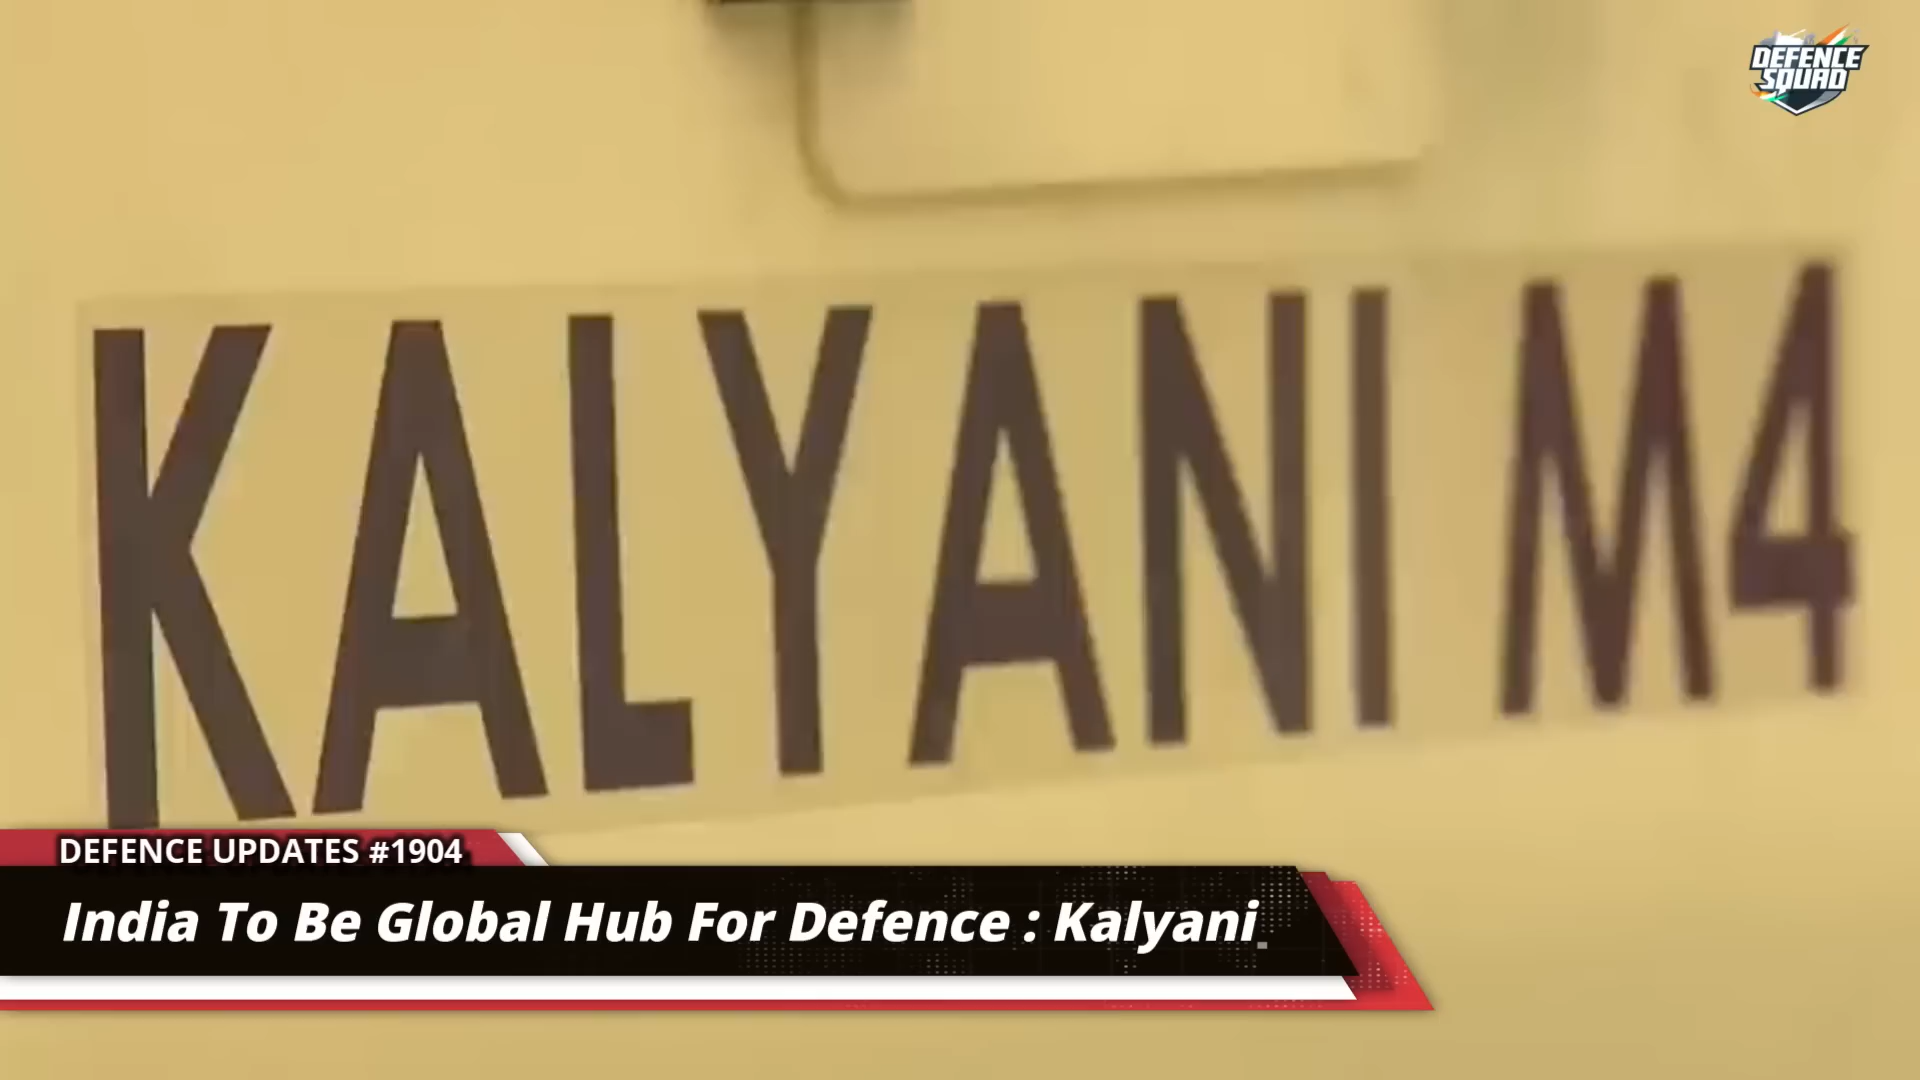 DEFENCE
SQUAD
KALYANI M4
DEFENCE UPDATES #1904
India To Be Global Hub For Defence : Kalyani